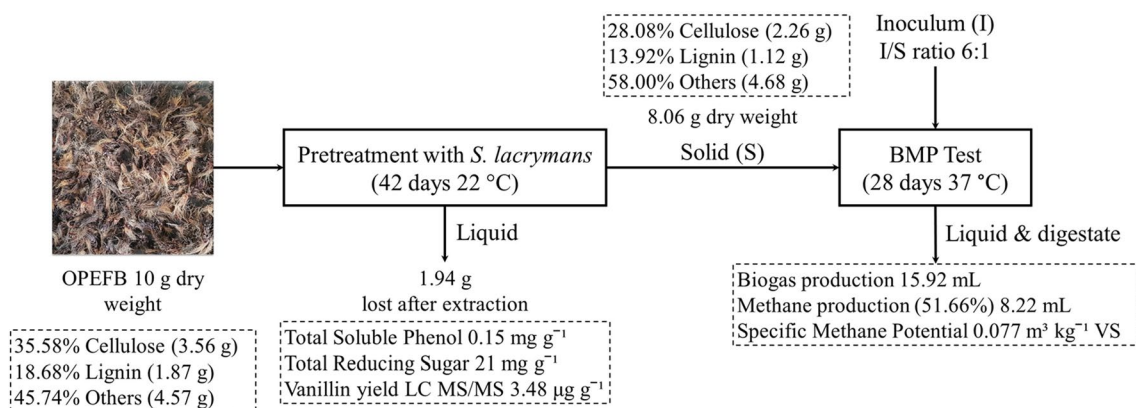 OPEFB 10 g dry
weight
35.58% Cellulose (3.56 g)
18.68% Lignin (1.87 g)
45.74% Others (4.57 g)
Pretreatment with S. lacrymans
(42 days 22 °C)
Liquid
1.94 g
lost after extraction
Total Soluble Phenol 0.15 mg g⁻¹
Total Reducing Sugar 21 mg g⁻¹
Vanillin yield LC MS/MS 3.48 µg g⁻¹
28.08% Cellulose (2.26 g)
13.92% Lignin (1.12 g)
58.00% Others (4.68 g)
8.06 g dry weight
Solid (S)
Inoculum (I)
I/S ratio 6:1
BMP Test
(28 days 37 °C)
Liquid & digestate
Biogas production 15.92 mL
Methane production (51.66%) 8.22 mL
Specific Methane Potential 0.077 m³ kg⁻¹ VS